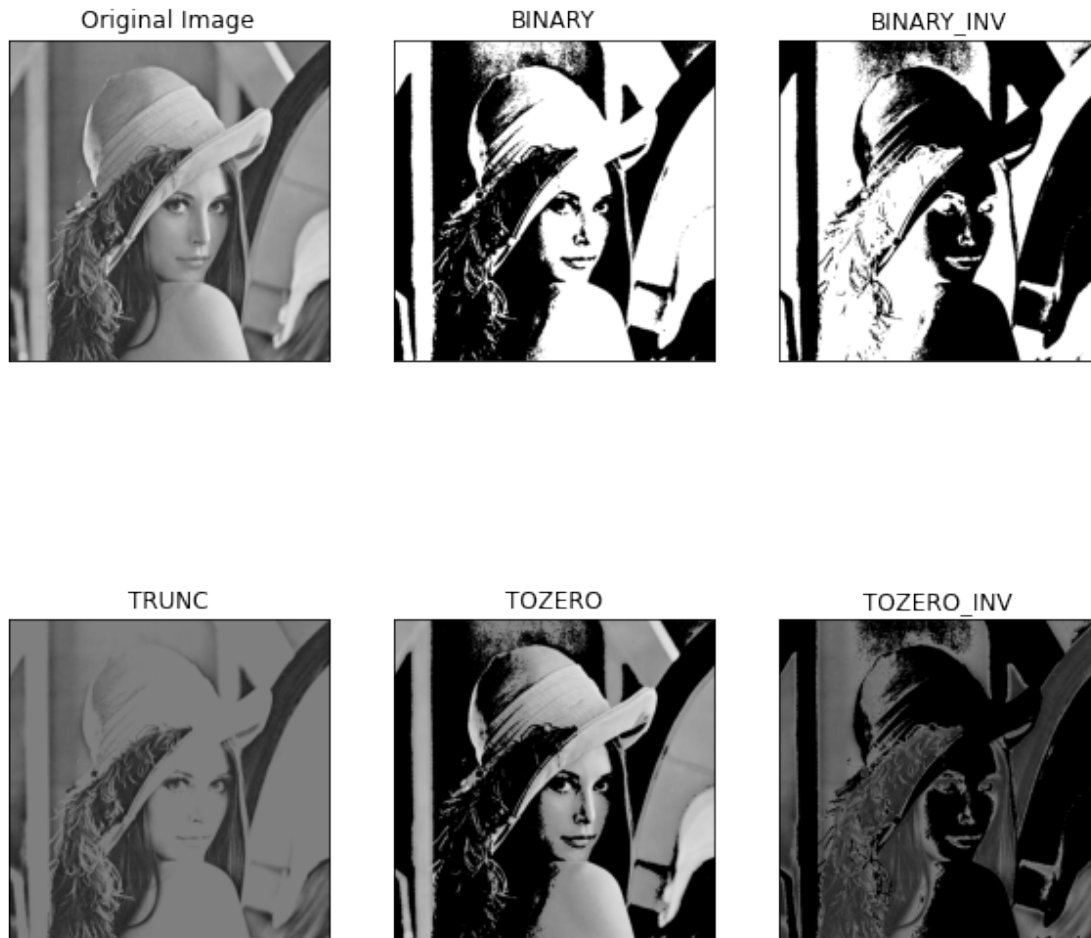 Original Image
BINARY
BINARY_INV
TRUNC
TOZERO
TOZERO_INV